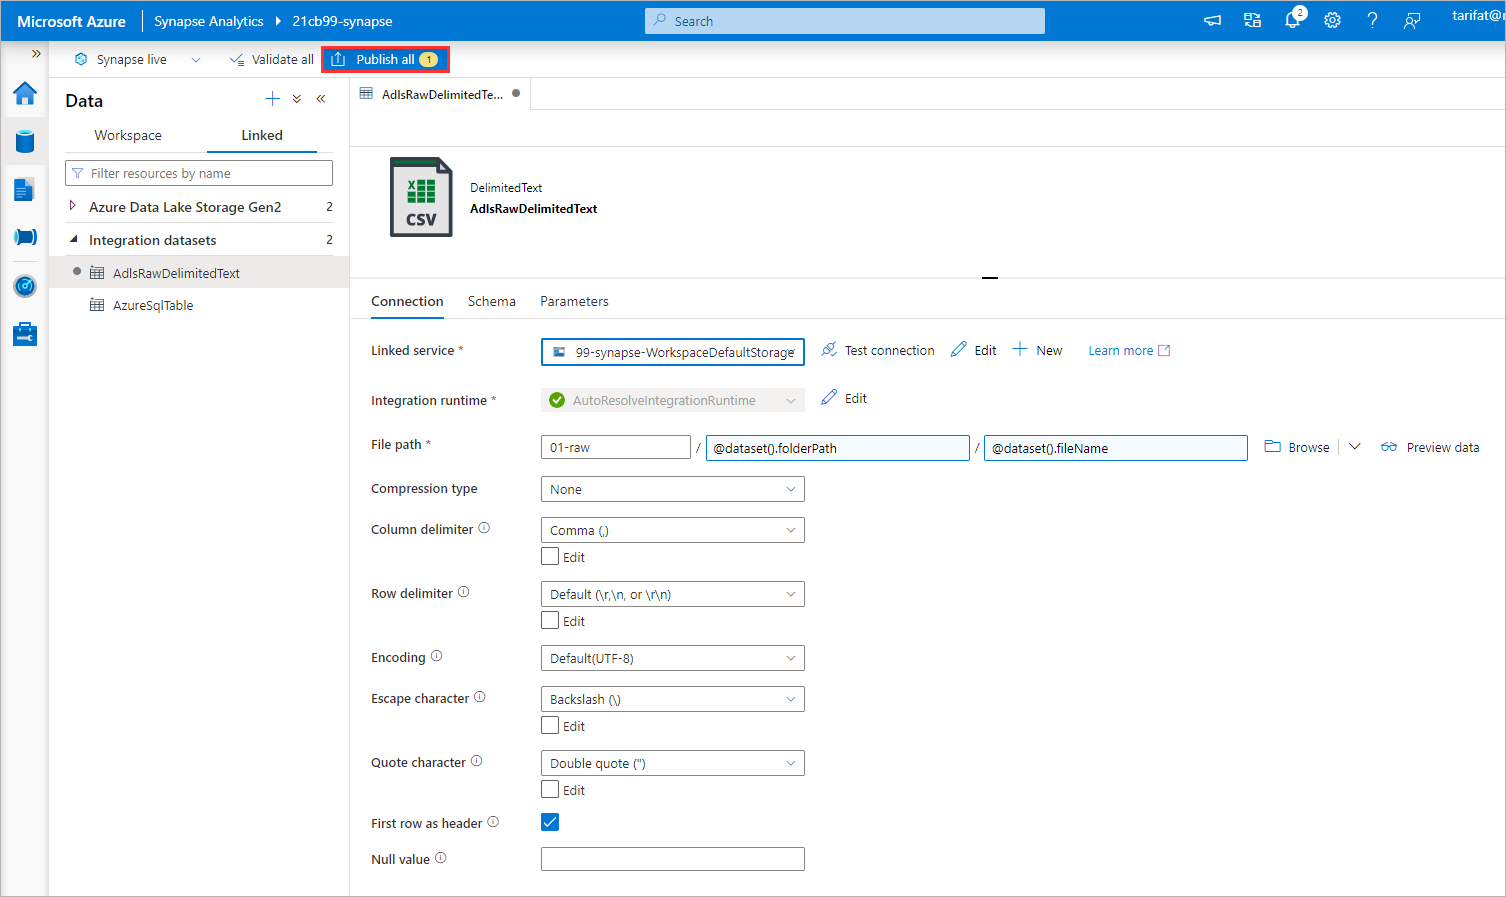 Microsoft Azure
Synapse Analytics
21cb99-synapse
Search
2
tarifat@
Synapse live
Validate all
Publish all
1
Data
Workspace
Linked
Filter resources by name
Azure Data Lake Storage Gen2 2
Integration datasets 2
AdlsRawDelimitedText
AzureSqlTable
AdlsRawDelimitedTe...
CSV
DelimitedText
AdlsRawDelimitedText
Connection
Schema
Parameters
Linked service *
99-synapse-WorkspaceDefaultStorage
Test connection
Edit
New
Learn more
Integration runtime *
AutoResolveIntegrationRuntime
Edit
File path *
01-raw / @dataset().folderPath / @dataset().fileName
Browse
Preview data
Compression type
None
Column delimiter
Comma (,)
Edit
Row delimiter
Default (\r,\n, or \r\n)
Edit
Encoding
Default(UTF-8)
Escape character
Backslash (\)
Edit
Quote character
Double quote (")
Edit
First row as header
Null value